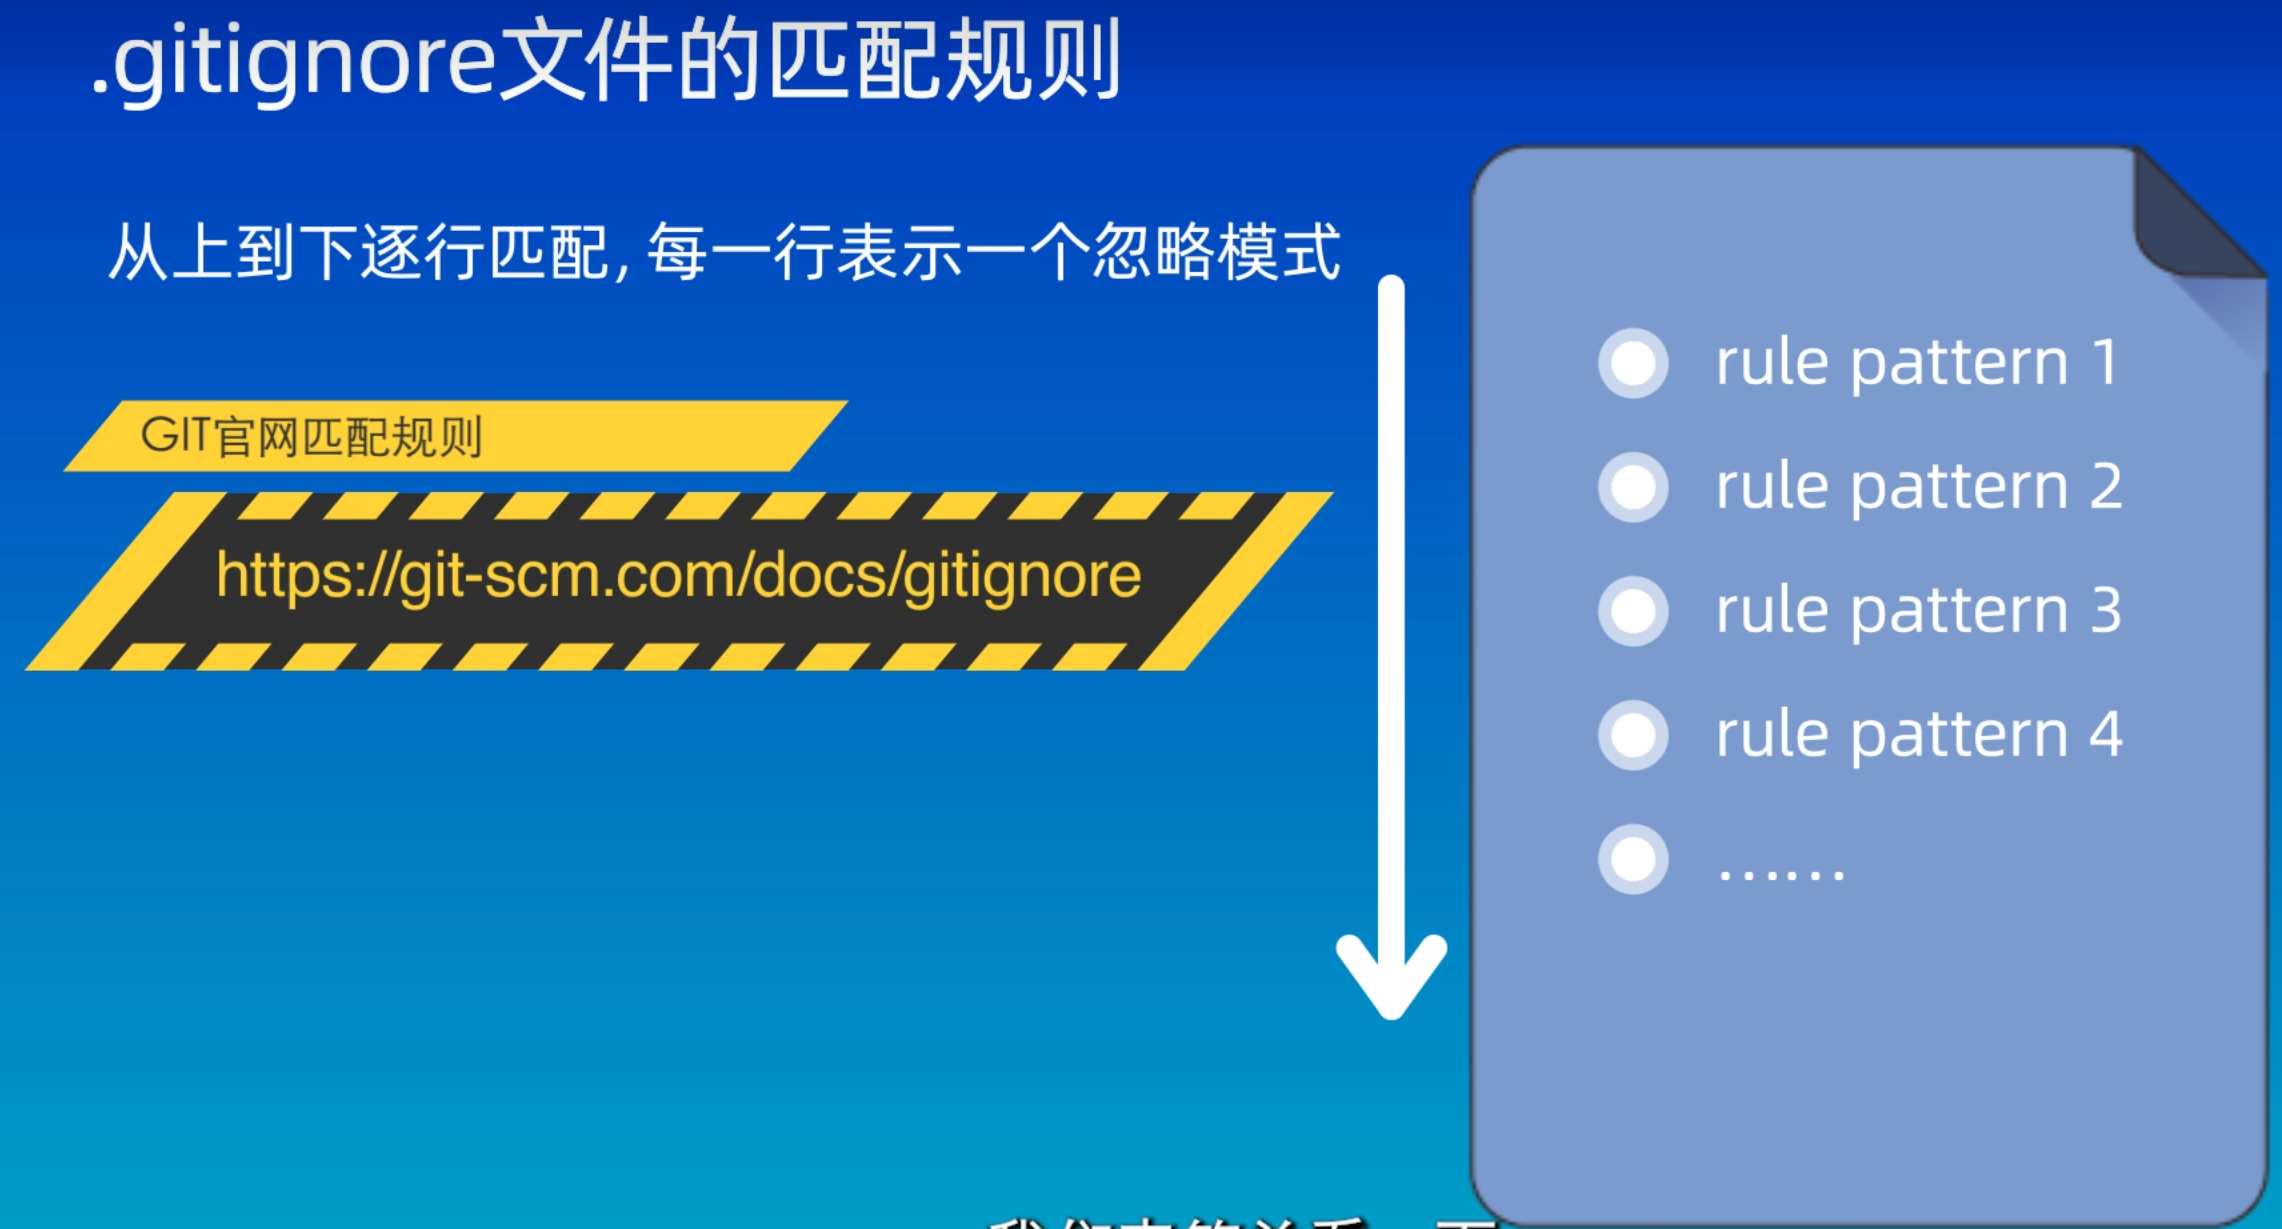 .gitignore文件的匹配规则
从上到下逐行匹配, 每一行表示一个忽略模式
GIT官网匹配规则
https://git-scm.com/docs/gitignore
rule pattern 1
rule pattern 2
rule pattern 3
rule pattern 4
……